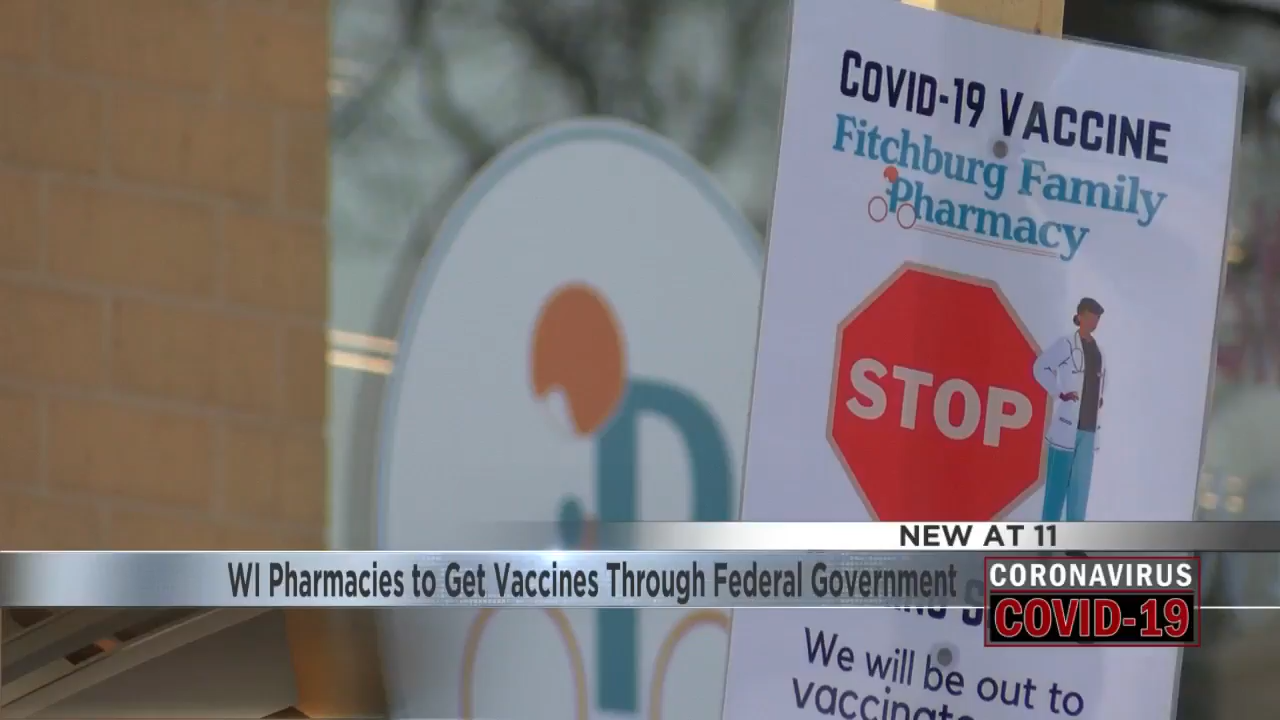 COVID-19 VACCINE
Fitchburg Family
Pharmacy
STOP
NEW AT 11
WI Pharmacies to Get Vaccines Through Federal Government
CORONAVIRUS
COVID-19
We will be out to